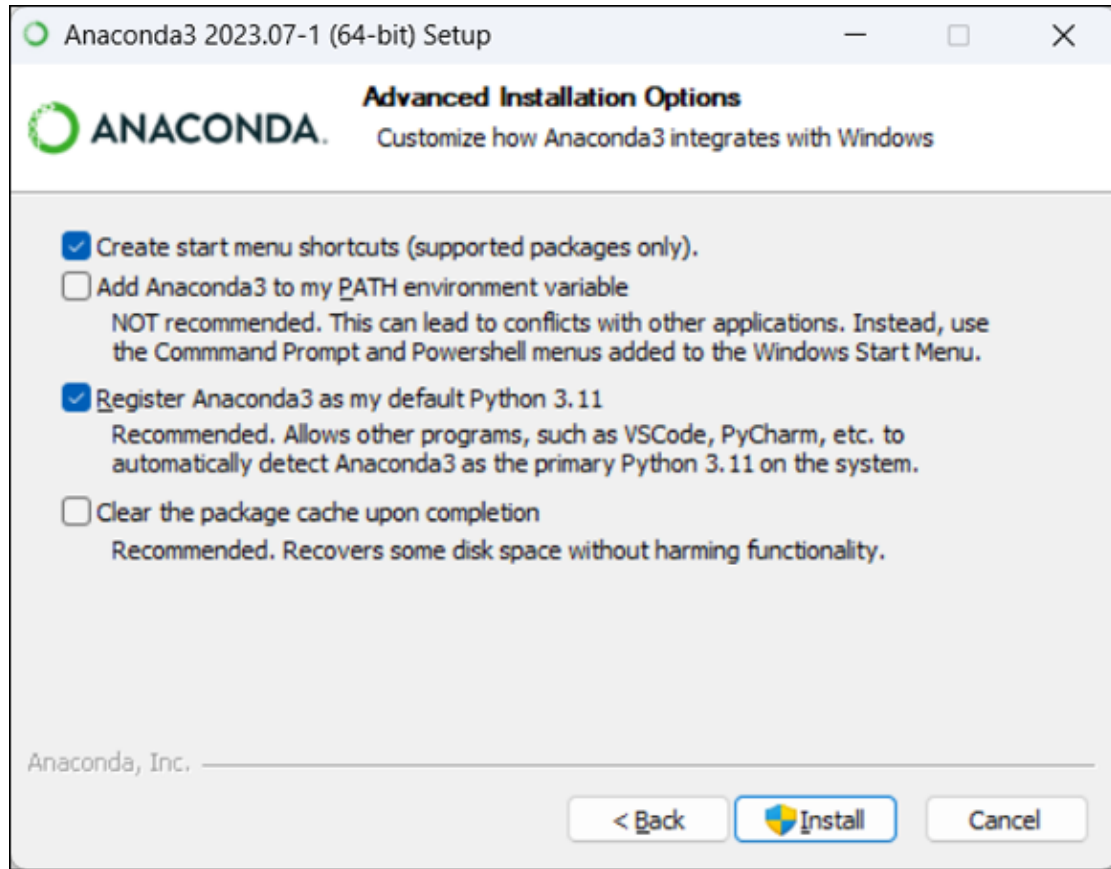 Anaconda3 2023.07-1 (64-bit) Setup
ANACONDA.
Advanced Installation Options
Customize how Anaconda3 integrates with Windows
Create start menu shortcuts (supported packages only).
Add Anaconda3 to my PATH environment variable
NOT recommended. This can lead to conflicts with other applications. Instead, use
the Commmand Prompt and Powershell menus added to the Windows Start Menu.
Register Anaconda3 as my default Python 3.11
Recommended. Allows other programs, such as VSCode, PyCharm, etc. to
automatically detect Anaconda3 as the primary Python 3.11 on the system.
Clear the package cache upon completion
Recommended. Recovers some disk space without harming functionality.
Anaconda, Inc.
< Back
Install
Cancel